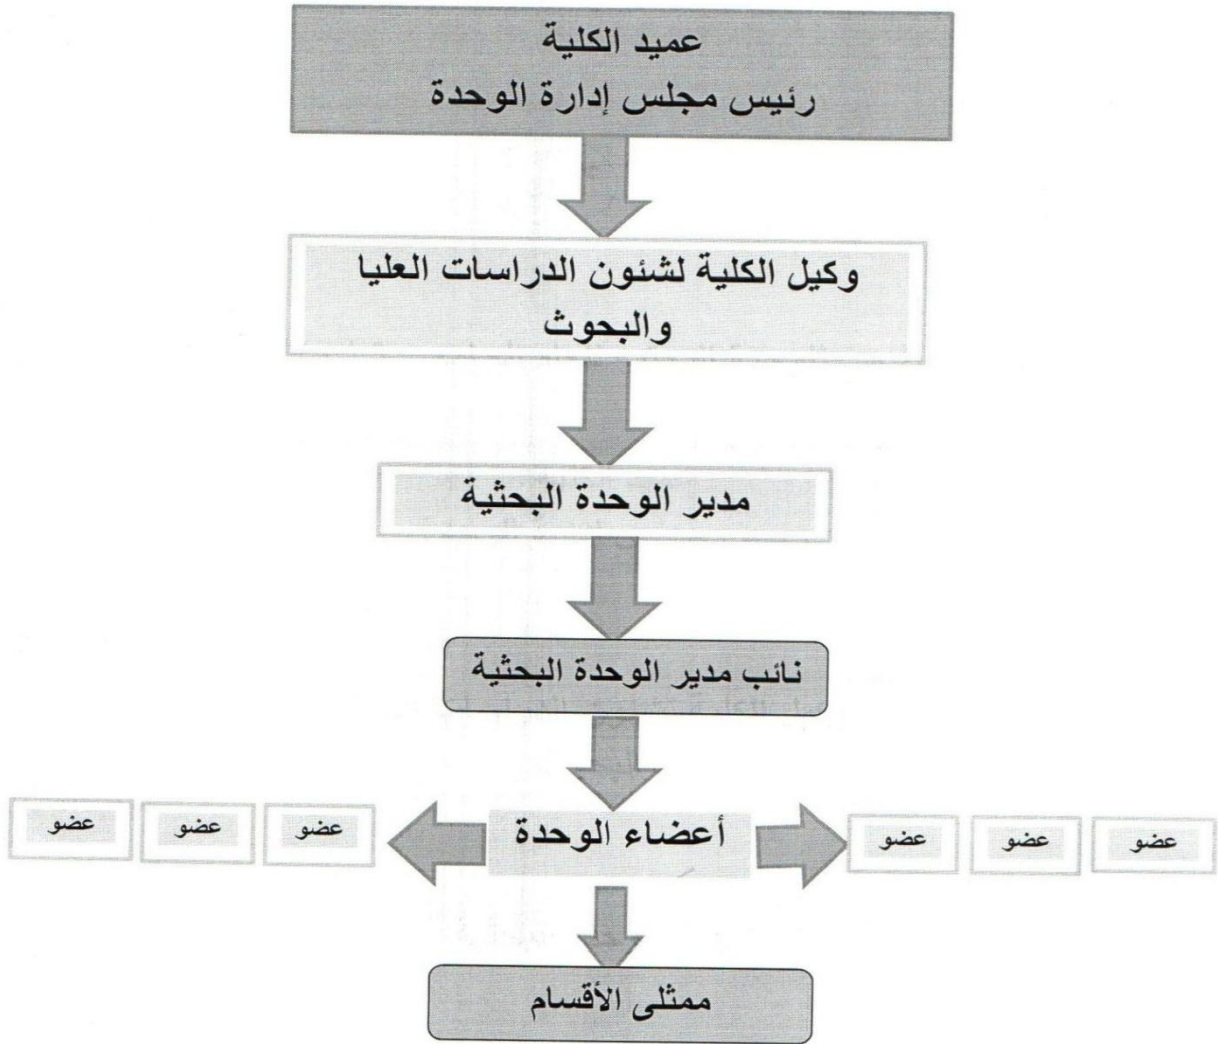 عميد الكلية
رئيس مجلس إدارة الوحدة
وكيل الكلية لشئون الدراسات العليا
والبحوث
مدير الوحدة البحثية
نائب مدير الوحدة البحثية
أعضاء الوحدة
عضو
عضو
عضو
عضو
عضو
عضو
ممثلى الأقسام